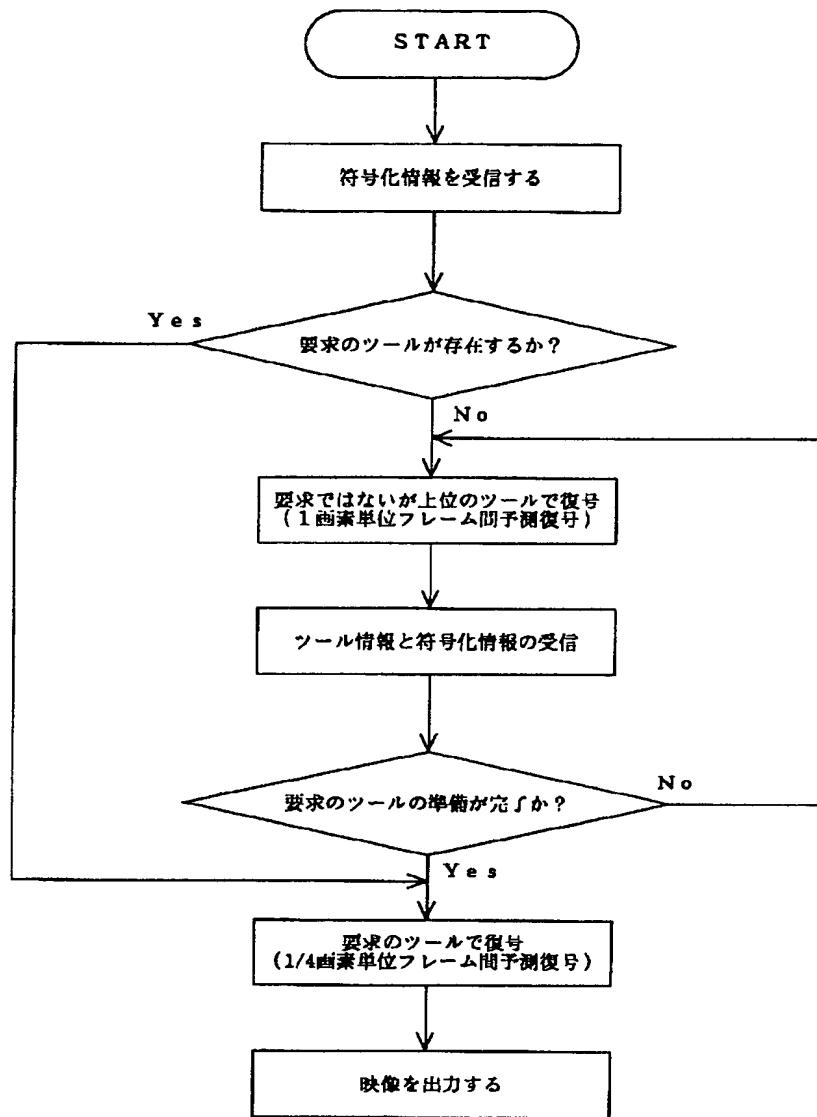 START
符号化情報を受信する
Yes
要求のツールが存在するか？
No
要求ではないが上位のツールで復号
（１画素単位フレーム間予測復号）
ツール情報と符号化情報の受信
要求のツールの準備が完了か？
No
Yes
要求のツールで復号
（1/4画素単位フレーム間予測復号）
映像を出力する